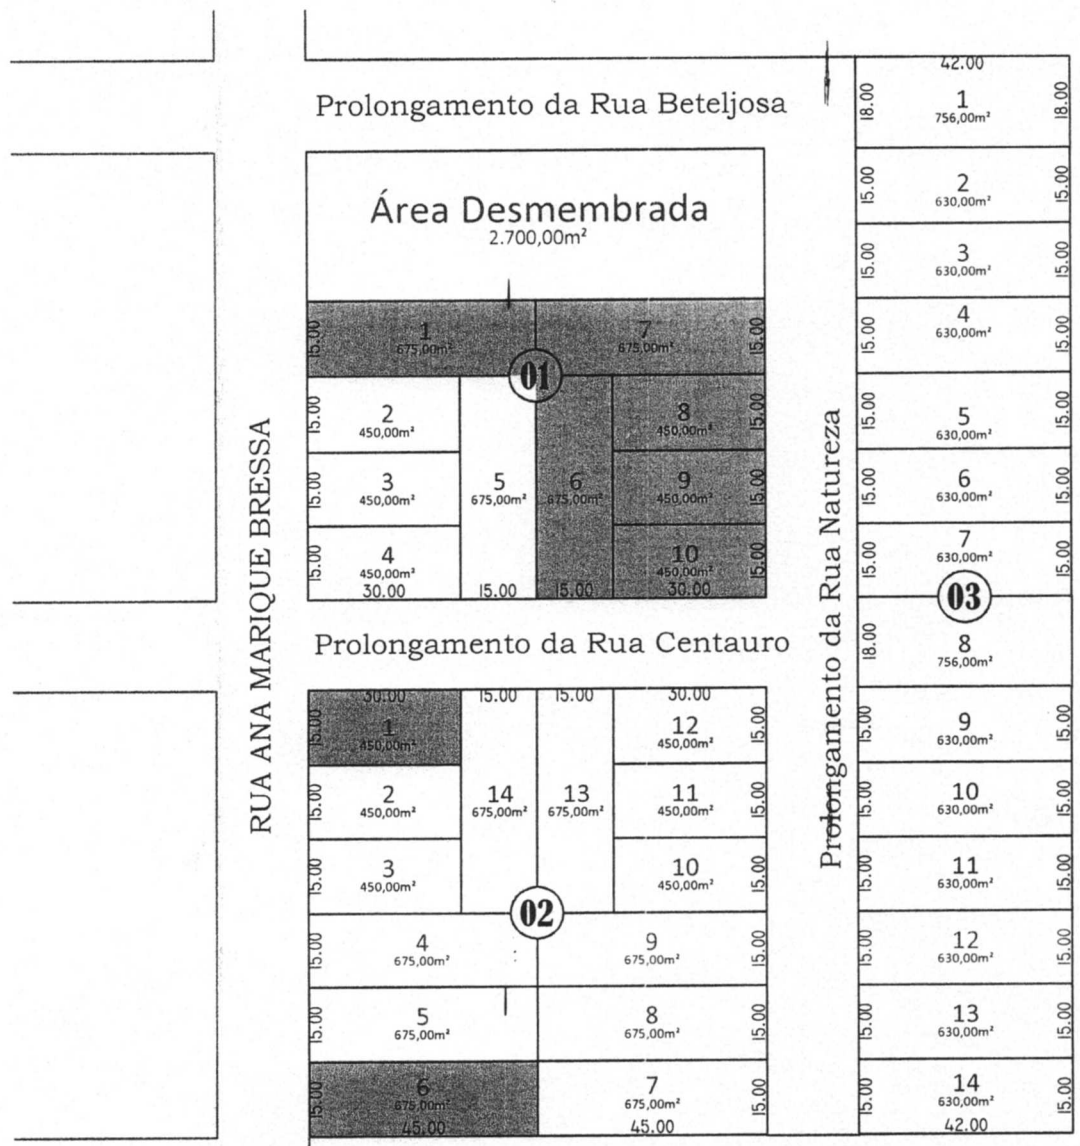 Prolongamento da Rua Beteljosa
Área Desmembrada
2.700,00m²
15.00
1
675,00m²
7
675,00m²
15.00
01
15.00
2
450,00m²
8
450,00m²
15.00
15.00
3
450,00m²
5
675,00m²
6
675,00m²
9
450,00m²
15.00
15.00
4
450,00m²
30.00
15.00
15.00
10
450,00m²
30.00
15.00
RUA ANA MARIQUE BRESSA
Prolongamento da Rua Centauro
30.00
15.00
15.00
30.00
15.00
1
450,00m²
12
450,00m²
15.00
15.00
2
450,00m²
14
675,00m²
13
675,00m²
11
450,00m²
15.00
15.00
3
450,00m²
10
450,00m²
15.00
02
15.00
4
675,00m²
9
675,00m²
15.00
15.00
5
675,00m²
8
675,00m²
15.00
15.00
6
675,00m²
45.00
7
675,00m²
45.00
15.00
Prolongamento da Rua Natureza
42.00
18.00
1
756,00m²
18.00
15.00
2
630,00m²
15.00
15.00
3
630,00m²
15.00
15.00
4
630,00m²
15.00
15.00
5
630,00m²
15.00
15.00
6
630,00m²
15.00
15.00
7
630,00m²
15.00
03
18.00
8
756,00m²
18.00
15.00
9
630,00m²
15.00
15.00
10
630,00m²
15.00
15.00
11
630,00m²
15.00
15.00
12
630,00m²
15.00
15.00
13
630,00m²
15.00
15.00
14
630,00m²
42.00
15.00